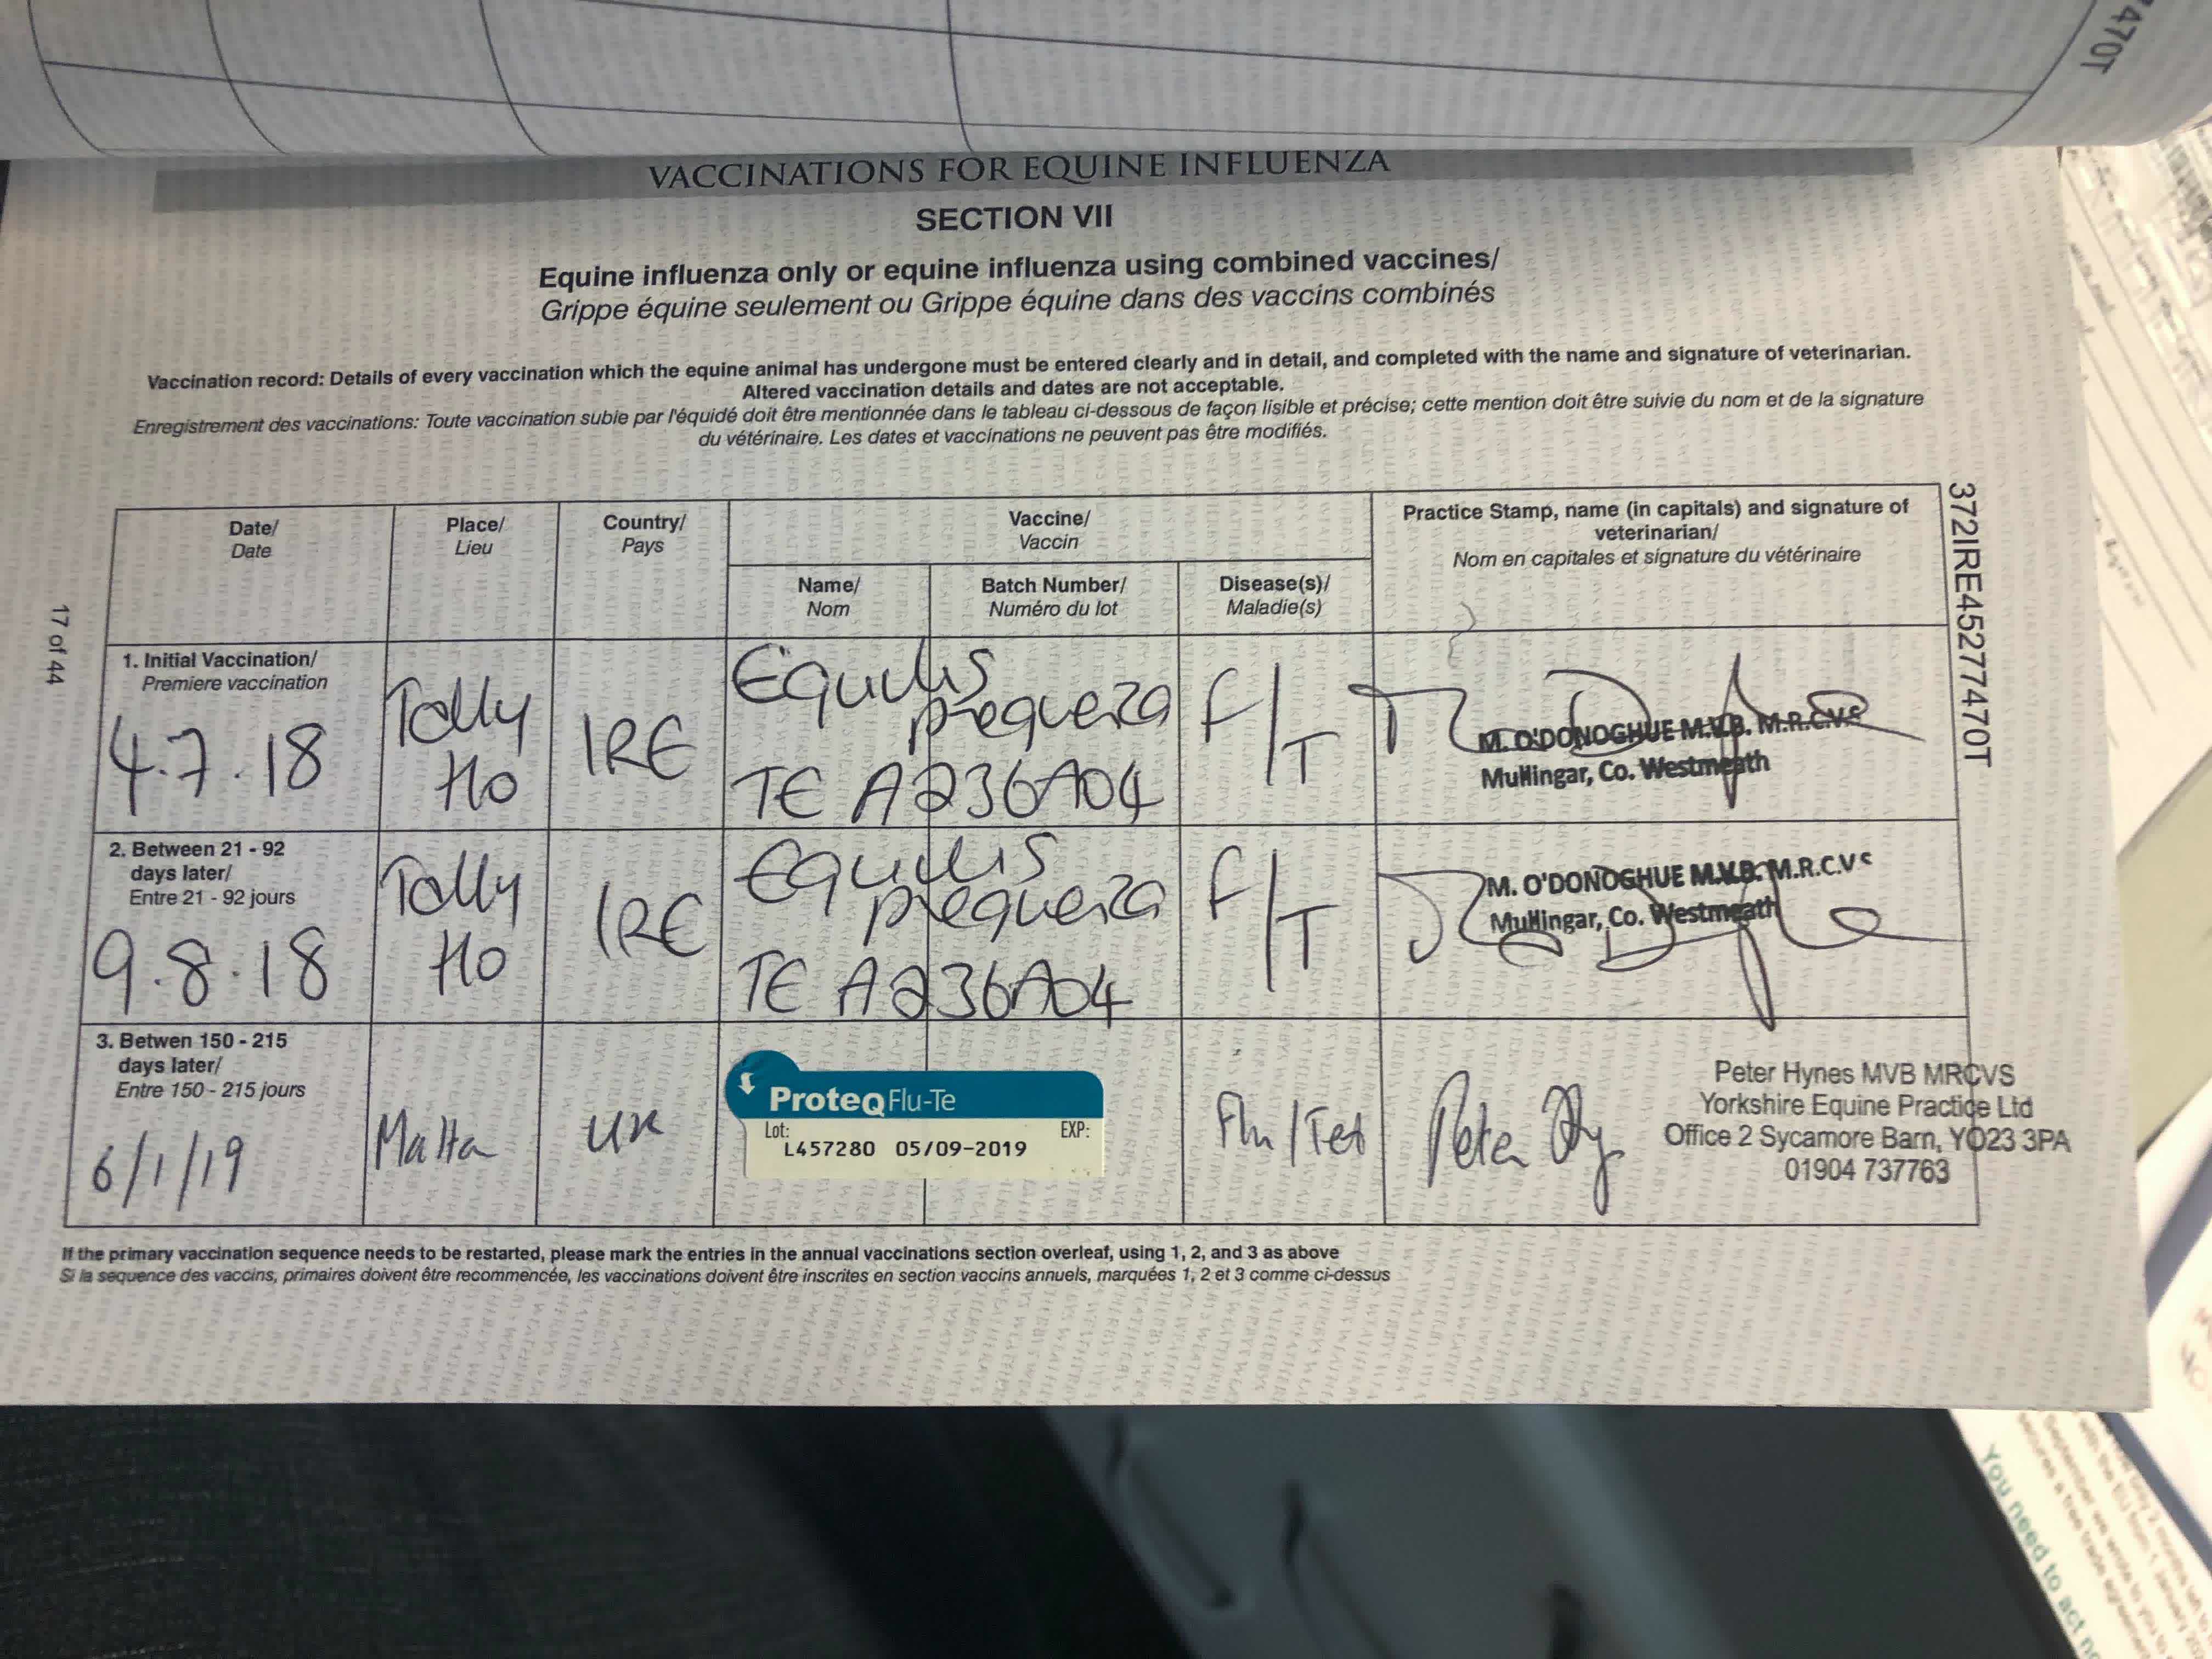 7470T
VACCINATIONS FOR EQUINE INFLUENZA
SECTION VII
Equine influenza only or equine influenza using combined vaccines/
Grippe équine seulement ou Grippe équine dans des vaccins combinés
Vaccination record: Details of every vaccination which the equine animal has undergone must be entered clearly and in detail, and completed with the name and signature of veterinarian.
Altered vaccination details and dates are not acceptable.
Enregistrement des vaccinations: Toute vaccination subie par l'équidé doit être mentionnée dans le tableau ci-dessous de façon lisible et précise; cette mention doit être suivie du nom et de la signature
du vétérinaire. Les dates et vaccinations ne peuvent pas être modifiés.
17 of 44
372IRE45277470T
Date/
Date
Place/
Lieu
Country/
Pays
Vaccine/
Vaccin
Name/
Nom
Batch Number/
Numéro du lot
Disease(s)/
Maladie(s)
Practice Stamp, name (in capitals) and signature of
veterinarian/
Nom en capitales et signature du vétérinaire
1. Initial Vaccination/
Premiere vaccination
4.7.18
Tally
Ho
IRE
Equilis
prequenza
TE A236A04
F/T
M. O'DONOGHUE M.V.B. M.R.C.V.S
Mullingar, Co. Westmeath
2. Between 21 - 92
days later/
Entre 21 - 92 jours
9.8.18
Tally
Ho
IRE
Equilis
prequenza
TE A236A04
F/T
M. O'DONOGHUE M.V.B. M.R.C.V.S
Mullingar, Co. Westmeath
3. Betwen 150 - 215
days later/
Entre 150 - 215 jours
6/1/19
Malta
UK
ProteqFlu-Te
Lot:
EXP:
L457280 05/09-2019
Flu/Tet
Peter Hynes MVB MRCVS
Yorkshire Equine Practice Ltd
Office 2 Sycamore Barn, YO23 3PA
01904 737763
If the primary vaccination sequence needs to be restarted, please mark the entries in the annual vaccinations section overleaf, using 1, 2, and 3 as above
Si la sequence des vaccins, primaires doivent être recommencée, les vaccinations doivent être inscrites en section vaccins annuels, marquées 1, 2 et 3 comme ci-dessus
You need to act